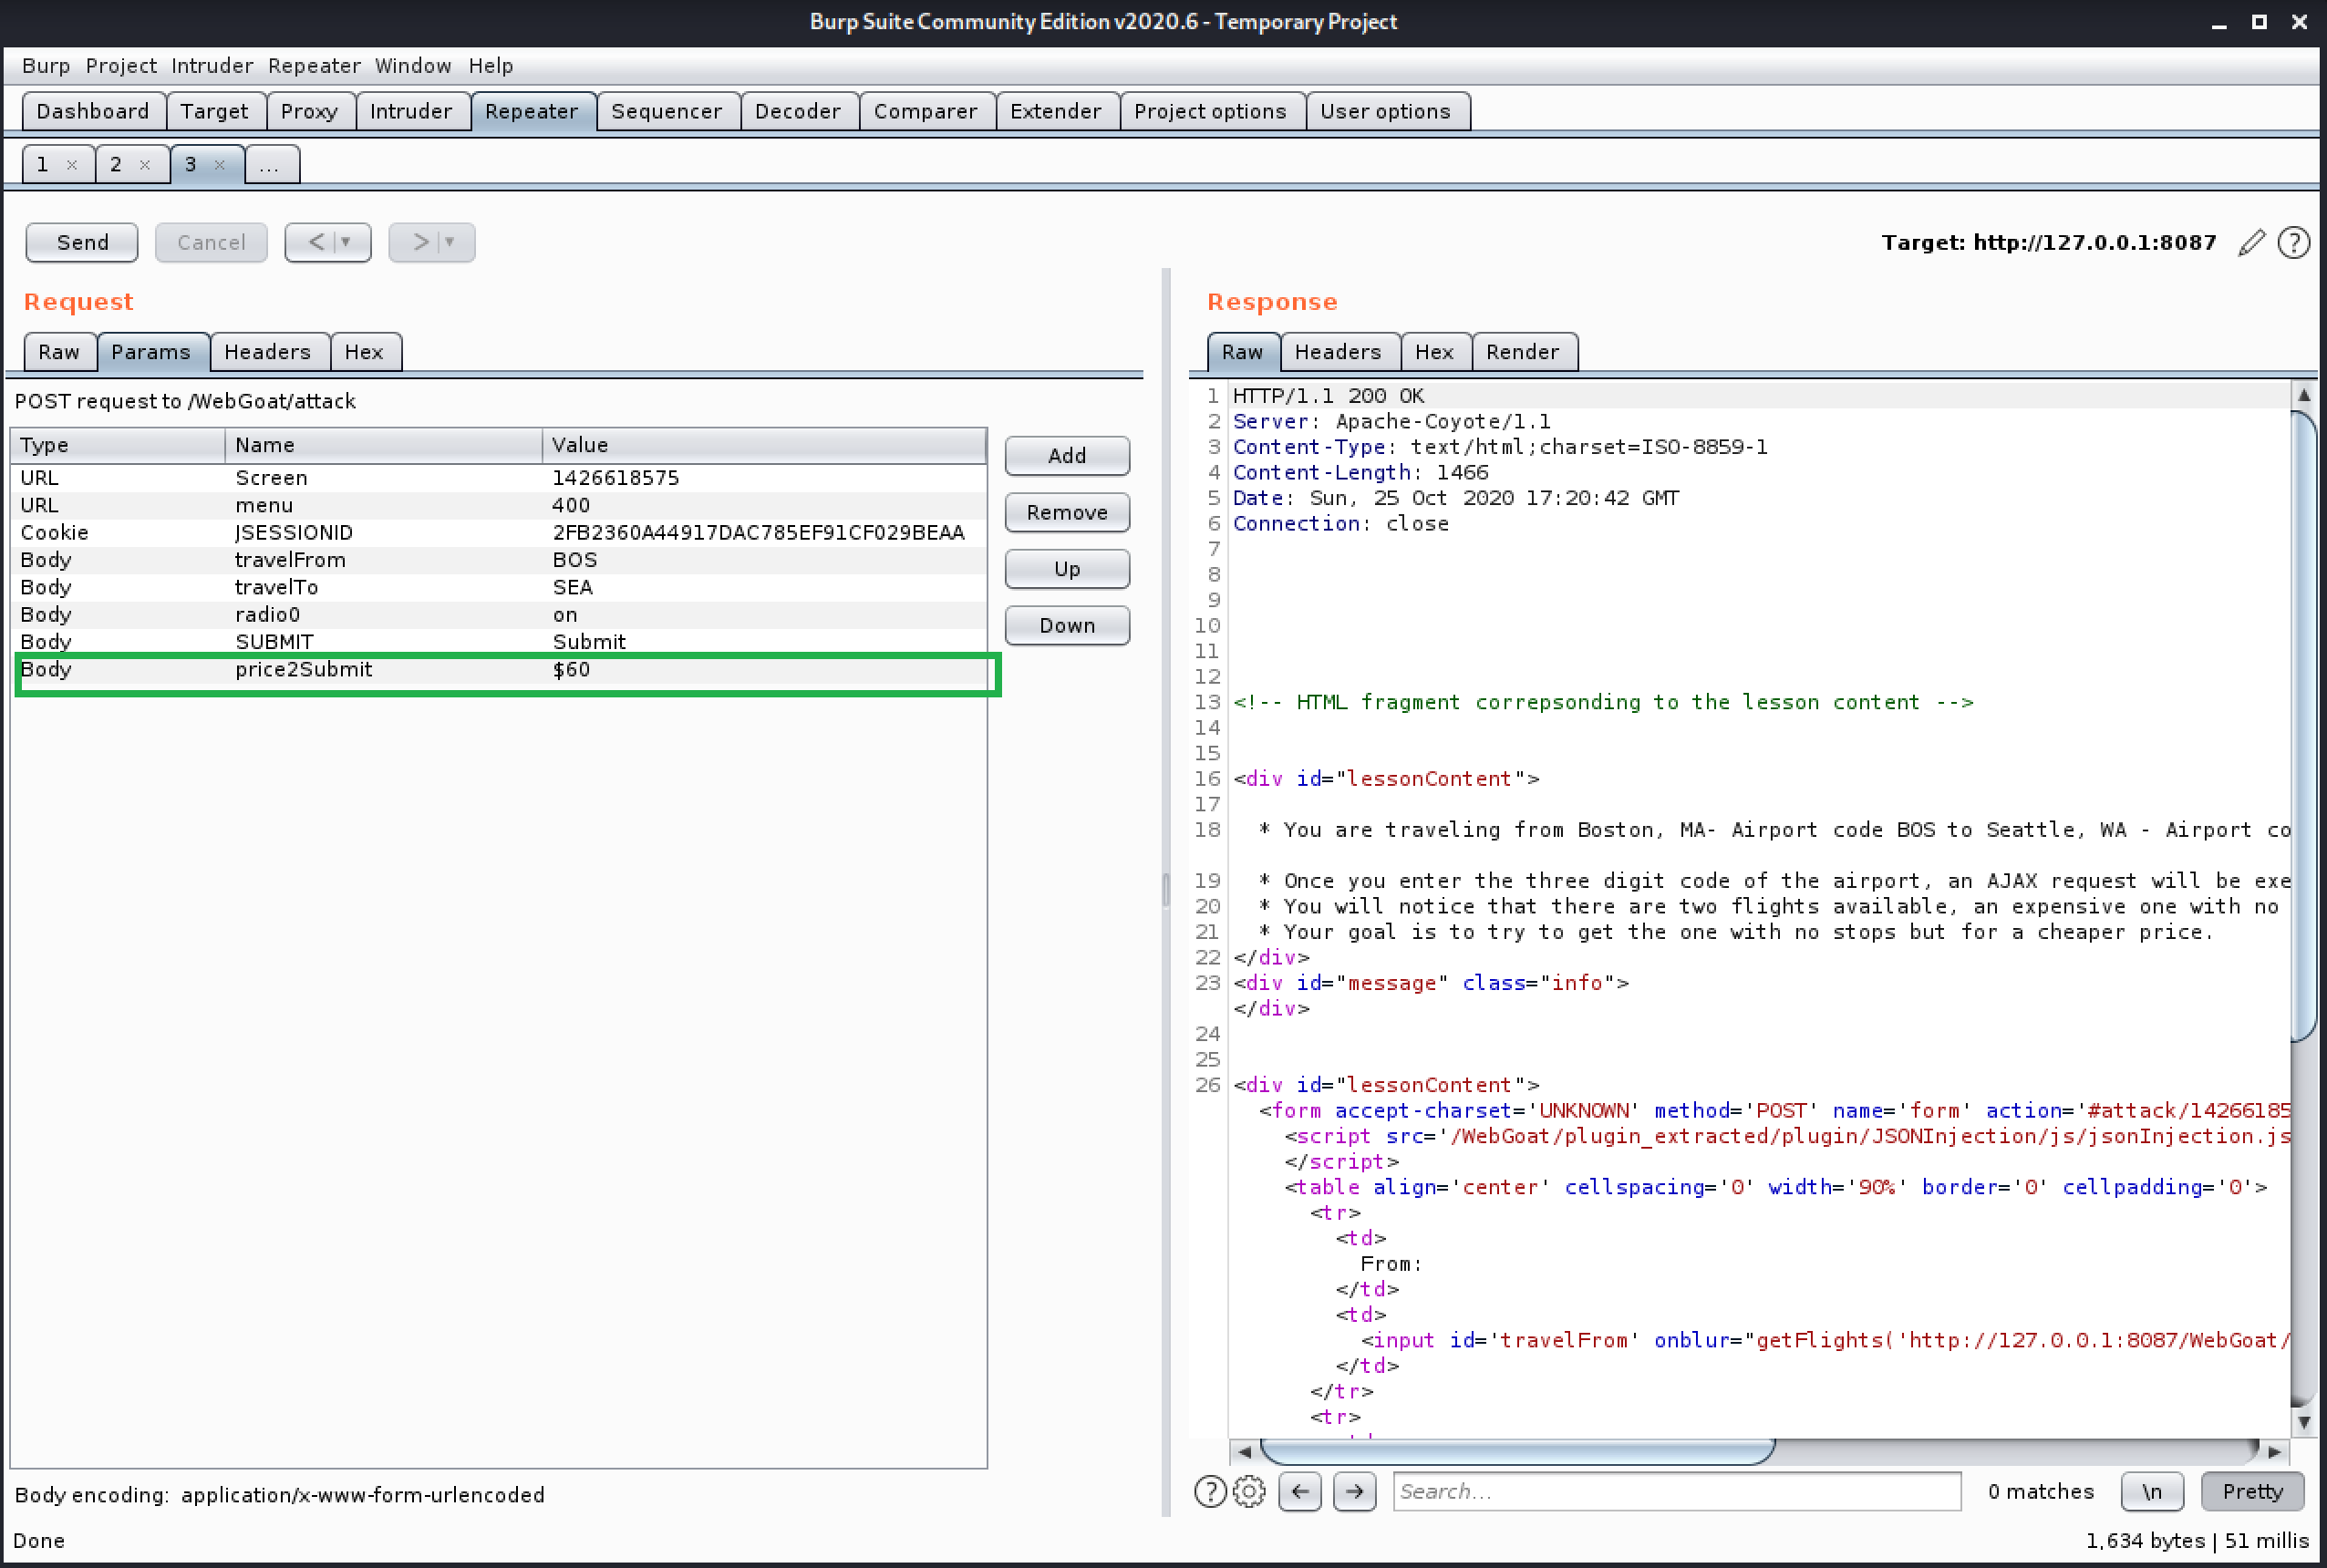 Burp Suite Community Edition v2020.6 - Temporary Project
Burp Project Intruder Repeater Window Help
Dashboard Target Proxy Intruder Repeater Sequencer Decoder Comparer Extender Project options User options
1 × 2 × 3 × ...
Send Cancel < >
Target: http://127.0.0.1:8087
Request
Raw Params Headers Hex
POST request to /WebGoat/attack
Type Name Value
URL Screen 1426618575
URL menu 400
Cookie JSESSIONID 2FB2360A44917DAC785EF91CF029BEAA
Body travelFrom BOS
Body travelTo SEA
Body radio0 on
Body SUBMIT Submit
Body price2Submit $60
Add
Remove
Up
Down
Body encoding: application/x-www-form-urlencoded
Done
Response
Raw Headers Hex Render
1 HTTP/1.1 200 OK
2 Server: Apache-Coyote/1.1
3 Content-Type: text/html;charset=ISO-8859-1
4 Content-Length: 1466
5 Date: Sun, 25 Oct 2020 17:20:42 GMT
6 Connection: close
7
8
9
10
11
12
13 <!-- HTML fragment correpsonding to the lesson content -->
14
15
16 <div id="lessonContent">
17
18 * You are traveling from Boston, MA- Airport code BOS to Seattle, WA - Airport co
19 * Once you enter the three digit code of the airport, an AJAX request will be exe
20 * You will notice that there are two flights available, an expensive one with no
21 * Your goal is to try to get the one with no stops but for a cheaper price.
22 </div>
23 <div id="message" class="info">
</div>
24
25
26 <div id="lessonContent">
<form accept-charset='UNKNOWN' method='POST' name='form' action='#attack/14266185
<script src='/WebGoat/plugin_extracted/plugin/JSONInjection/js/jsonInjection.js
</script>
<table align='center' cellspacing='0' width='90%' border='0' cellpadding='0'>
<tr>
<td>
From:
</td>
<td>
<input id='travelFrom' onblur="getFlights('http://127.0.0.1:8087/WebGoat/
</td>
</tr>
<tr>
? Search... 0 matches \n Pretty
1,634 bytes | 51 millis